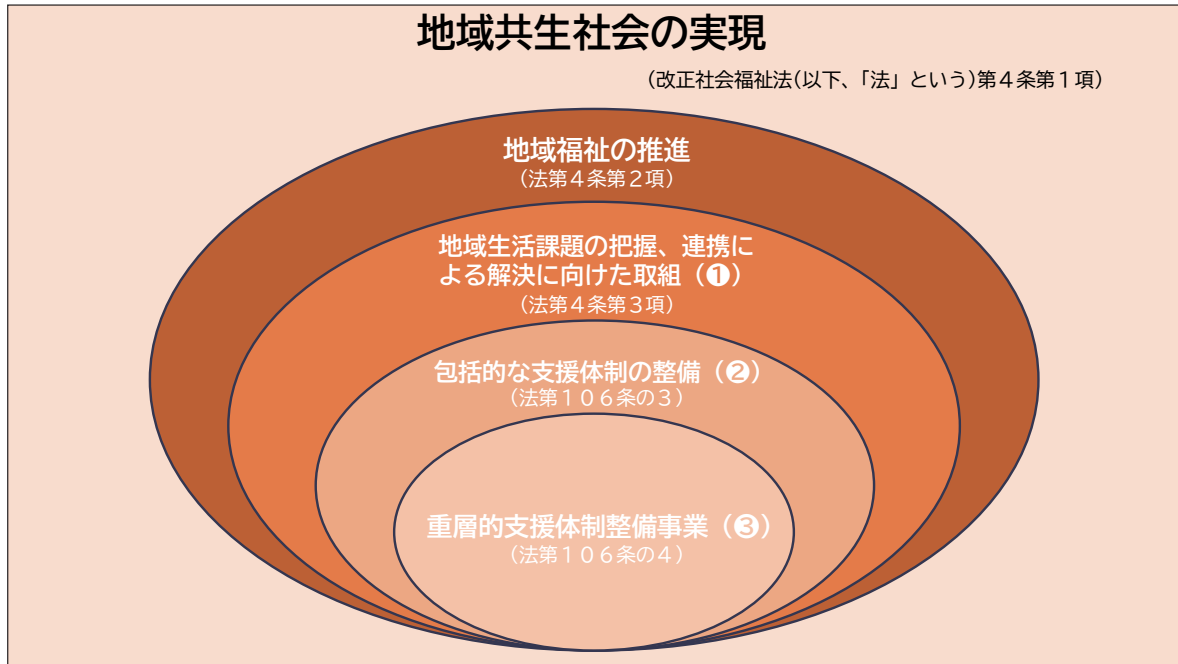 地域共生社会の実現
(改正社会福祉法(以下、「法」という)第４条第１項)
地域福祉の推進
(法第４条第２項)
地域生活課題の把握、連携に
よる解決に向けた取組（❶）
(法第４条第３項)
包括的な支援体制の整備（❷）
(法第１０６条の３)
重層的支援体制整備事業（❸）
(法第１０６条の４)